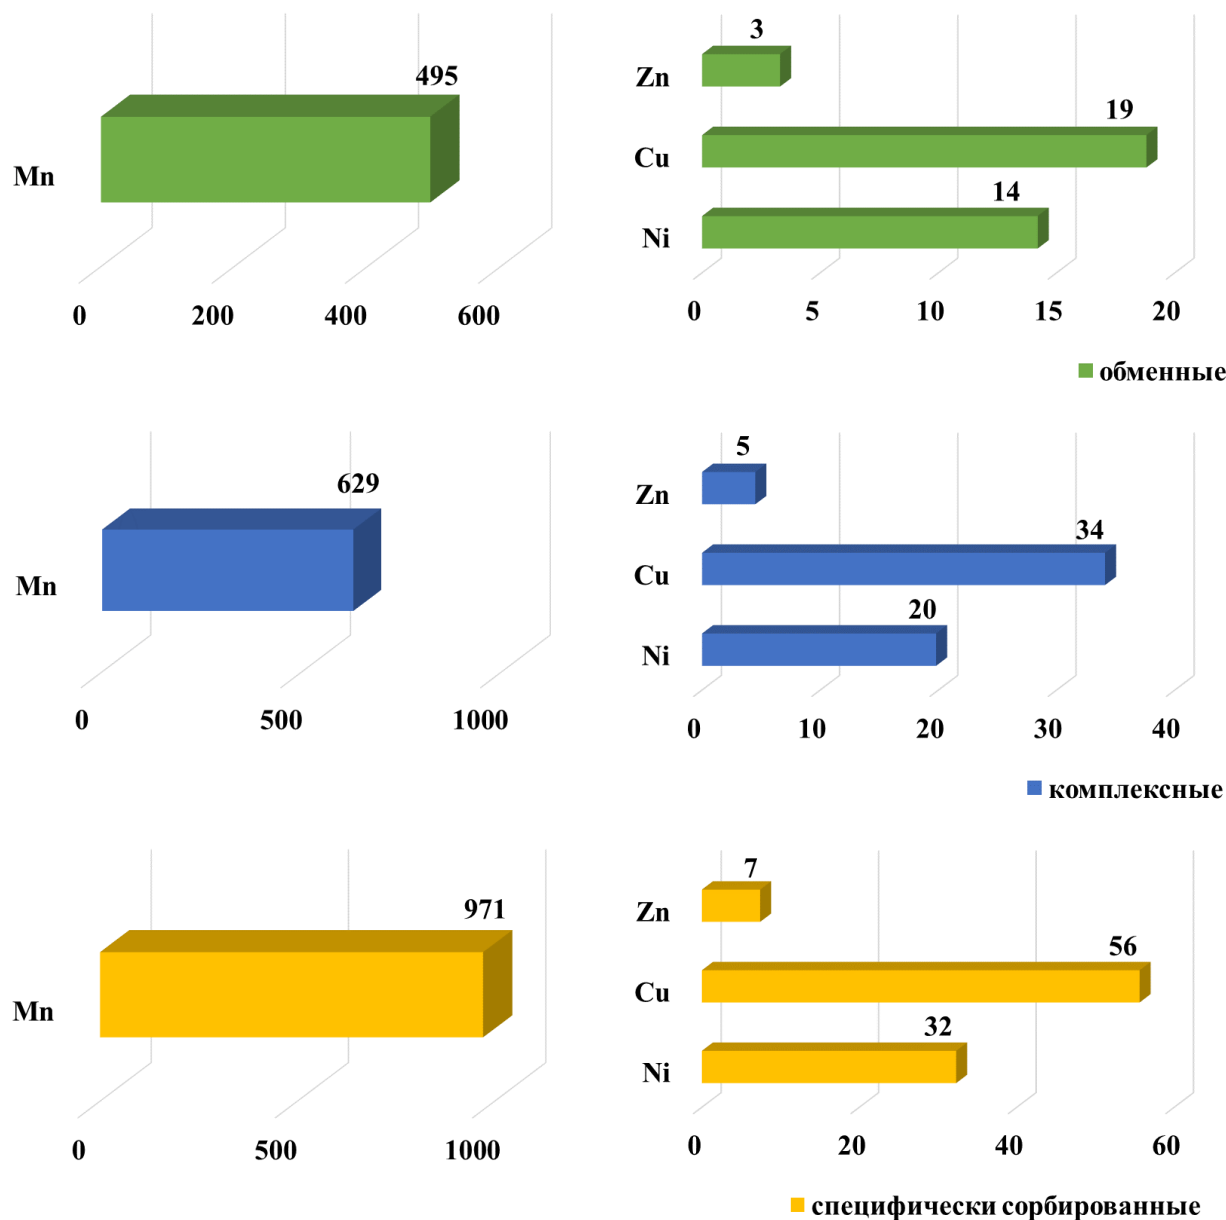 495
Mn
0 200 400 600
3
Zn
19
Cu
14
Ni
0 5 10 15 20
обменные
629
Mn
0 500 1000
5
Zn
34
Cu
20
Ni
0 10 20 30 40
комплексные
971
Mn
0 500 1000
7
Zn
56
Cu
32
Ni
0 20 40 60
специфически сорбированные